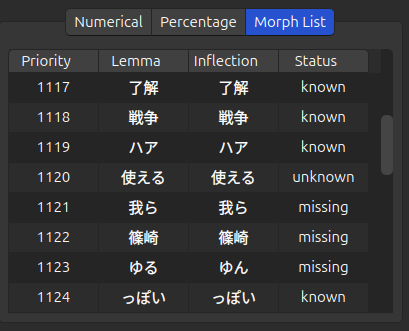 Numerical Percentage Morph List
Priority Lemma Inflection Status
1117 了解 了解 known
1118 戦争 戦争 known
1119 ハア ハア known
1120 使える 使える unknown
1121 我ら 我ら missing
1122 篠崎 篠崎 missing
1123 ゆる ゆん missing
1124 っぽい っぽい known